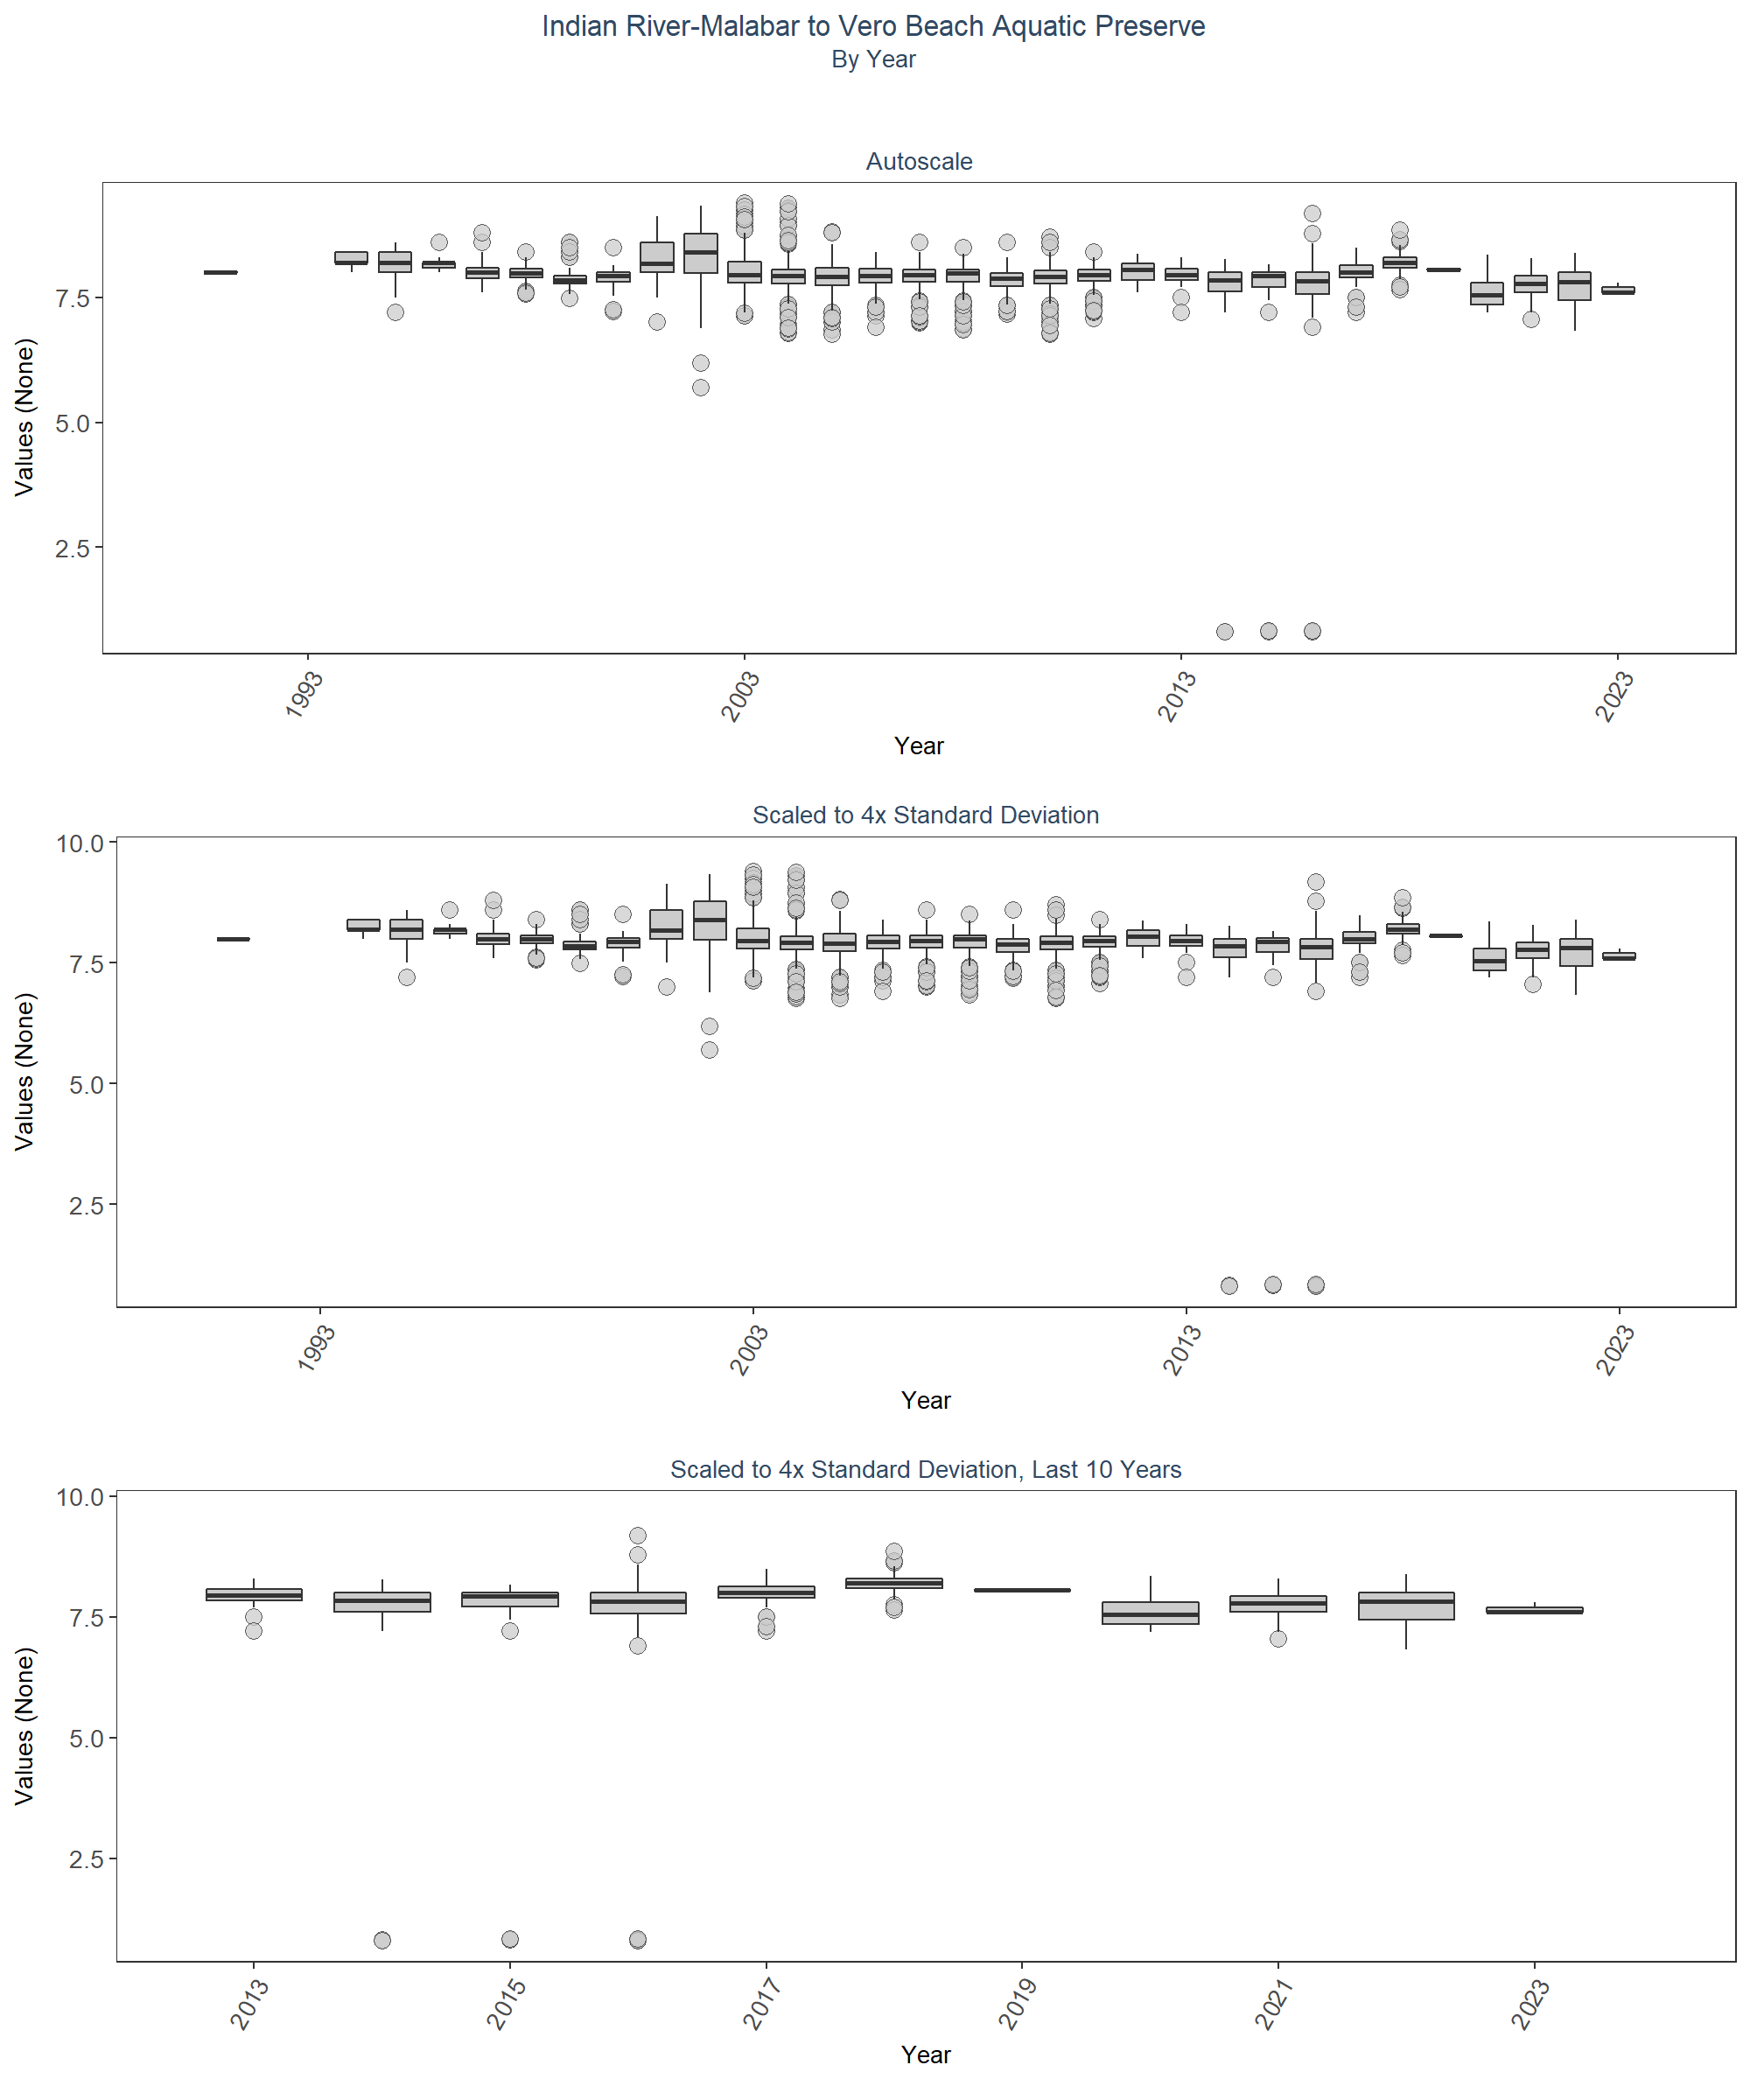 Indian River-Malabar to Vero Beach Aquatic Preserve
By Year
Autoscale
Values (None)
7.5
5.0
2.5
1993
2003
2013
2023
Year
Scaled to 4x Standard Deviation
Values (None)
10.0
7.5
5.0
2.5
1993
2003
2013
2023
Year
Scaled to 4x Standard Deviation, Last 10 Years
Values (None)
10.0
7.5
5.0
2.5
2013
2015
2017
2019
2021
2023
Year